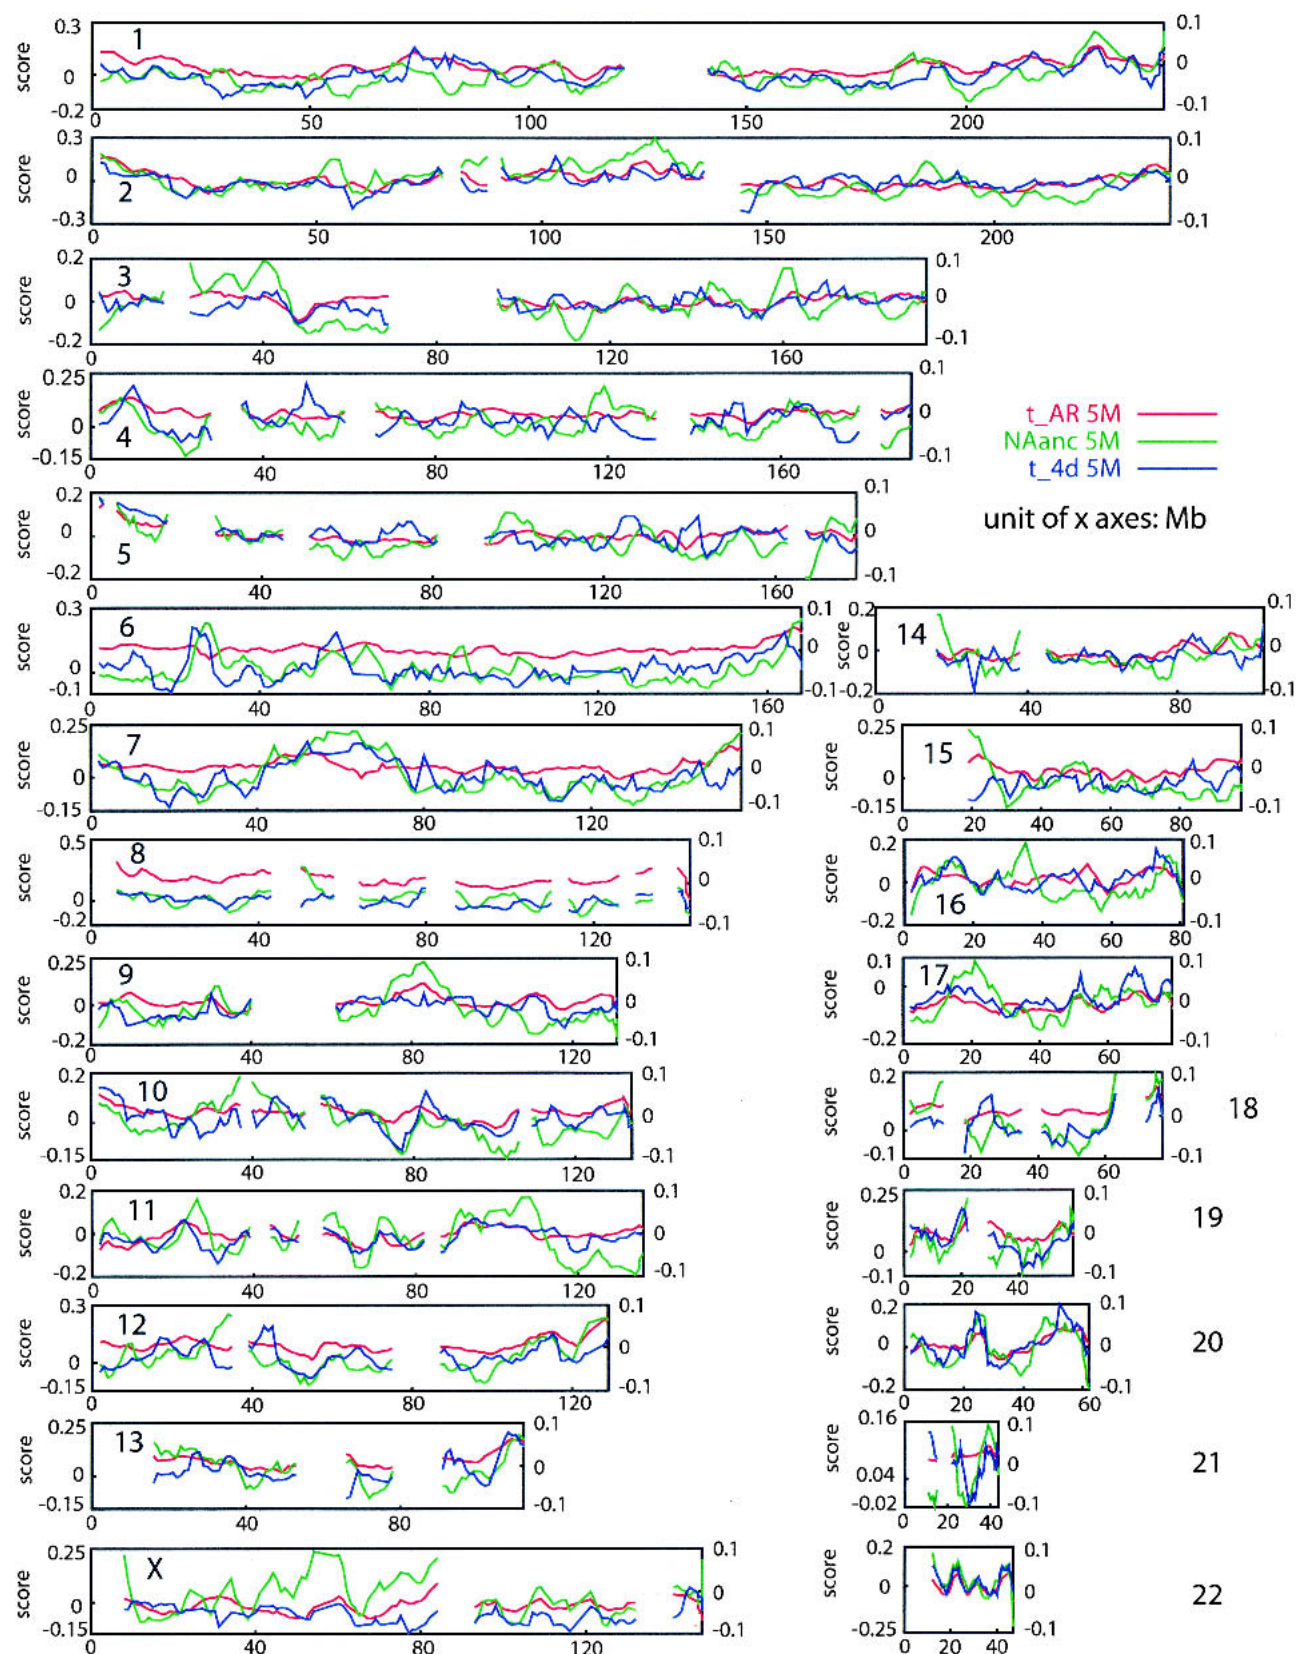 0.3 0.1
score 1
0 0
-0.2 -0.1
0 50 100 150 200
0.3 0.1
score 0 0
2
-0.3 -0.1
0 50 100 150 200
0.2 0.1
score 3
0 0
-0.2 -0.1
0 40 80 120 160
0.25 0.1
score
0 4 0
-0.15 -0.1
0 40 80 120 160
t_AR 5M
NAanc 5M
t_4d 5M
unit of x axes: Mb
0.2 0.1
score 0 0
5
-0.2 -0.1
0 40 80 120 160
0.3 0.1
score 6
0 0
-0.1 -0.1
0 40 80 120 160
0.2 0.1
score 14
0 0
-0.2 -0.1
0 40 80
0.25 0.1
score 7
0 0
-0.15 -0.1
0 40 80 120
0.25 0.1
score 15
0 0
-0.15 -0.1
0 20 40 60 80
0.5 0.1
score 8
0 0
-0.2 -0.1
0 40 80 120
0.2 0.1
score 0 0
16
-0.2 -0.1
0 20 40 60 80
0.25 0.1
score 9
0 0
-0.2 -0.1
0 40 80 120
0.1 0.1
score 17
0 0
-0.2 -0.1
0 20 40 60
0.2 0.1
score 10
0 0
-0.15 -0.1
0 40 80 120
0.2 0.1
score 18
0 0
-0.1 -0.1
0 20 40 60
0.2 0.1
score 11
0 0
-0.2 -0.1
0 40 80 120
0.25 0.1
score 19
0 0
-0.1 -0.1
0 20 40
0.3 0.1
score 12
0 0
-0.15 -0.1
0 40 80 120
0.2 0.1
score 20
0 0
-0.2 -0.1
0 20 40 60
0.25 0.1
score 13
0 0
-0.15 -0.1
0 40 80
0.16 0.1
score 0 21
0.04
-0.02 -0.1
0 20 40
0.25 0.1
score X
0 0
-0.15 -0.1
0 40 80 120
0.2 0.1
score 0 0
22
-0.25 -0.1
0 20 40